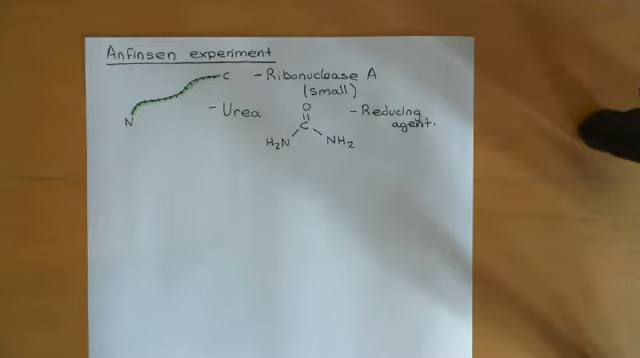 Anfinsen experiment
C - Ribonuclease A
(small)
N
- Urea
O
C
H₂N NH₂
- Reducing
agent.